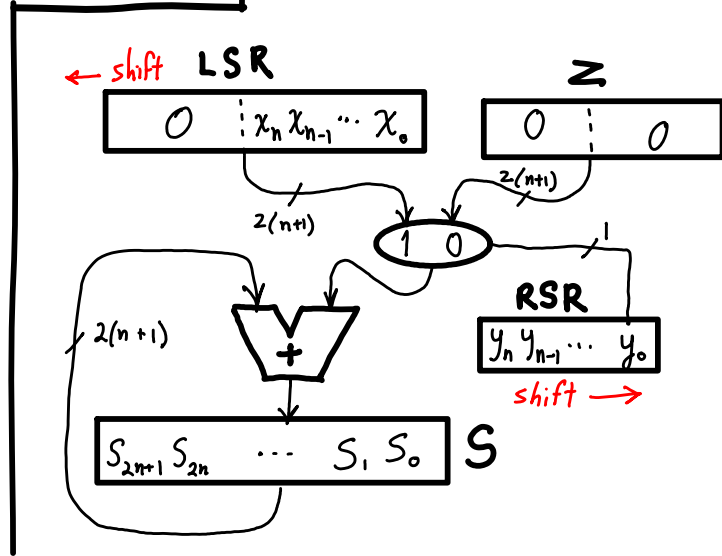 ← shift LSR
Z
0 xₙ xₙ₋₁ ··· x₀
0 0
2(n+1)
2(n+1)
1 0
1
RSR
2(n+1)
+
yₙ yₙ₋₁ ··· y₀
shift →
S₂ₙ₊₁ S₂ₙ ··· S₁ S₀
S